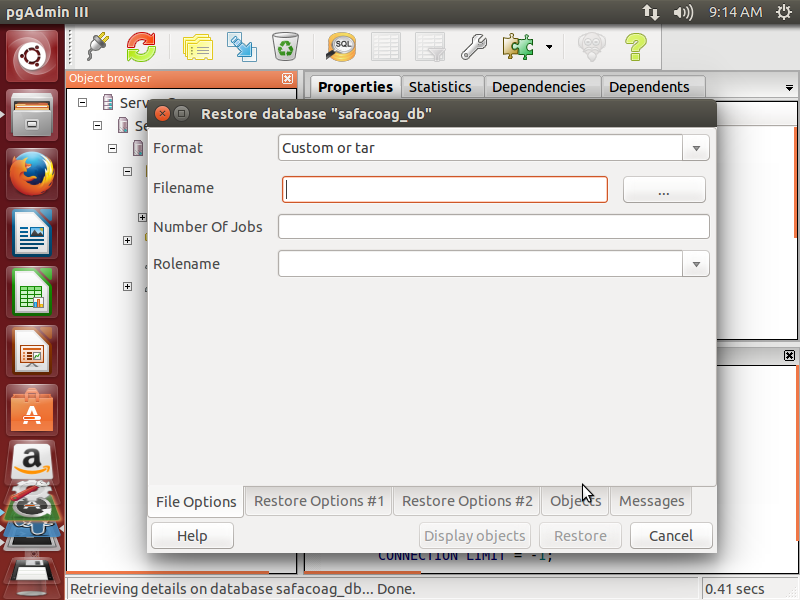 pgAdmin III
9:14 AM
SQL
Object browser
Properties
Statistics
Dependencies
Dependents
Restore database "safacoag_db"
Format
Custom or tar
Filename
...
Number Of Jobs
Rolename
File Options
Restore Options #1
Restore Options #2
Objects
Messages
Help
Display objects
Restore
Cancel
CONNECTION LIMIT = -1;
Retrieving details on database safacoag_db... Done.
0.41 secs